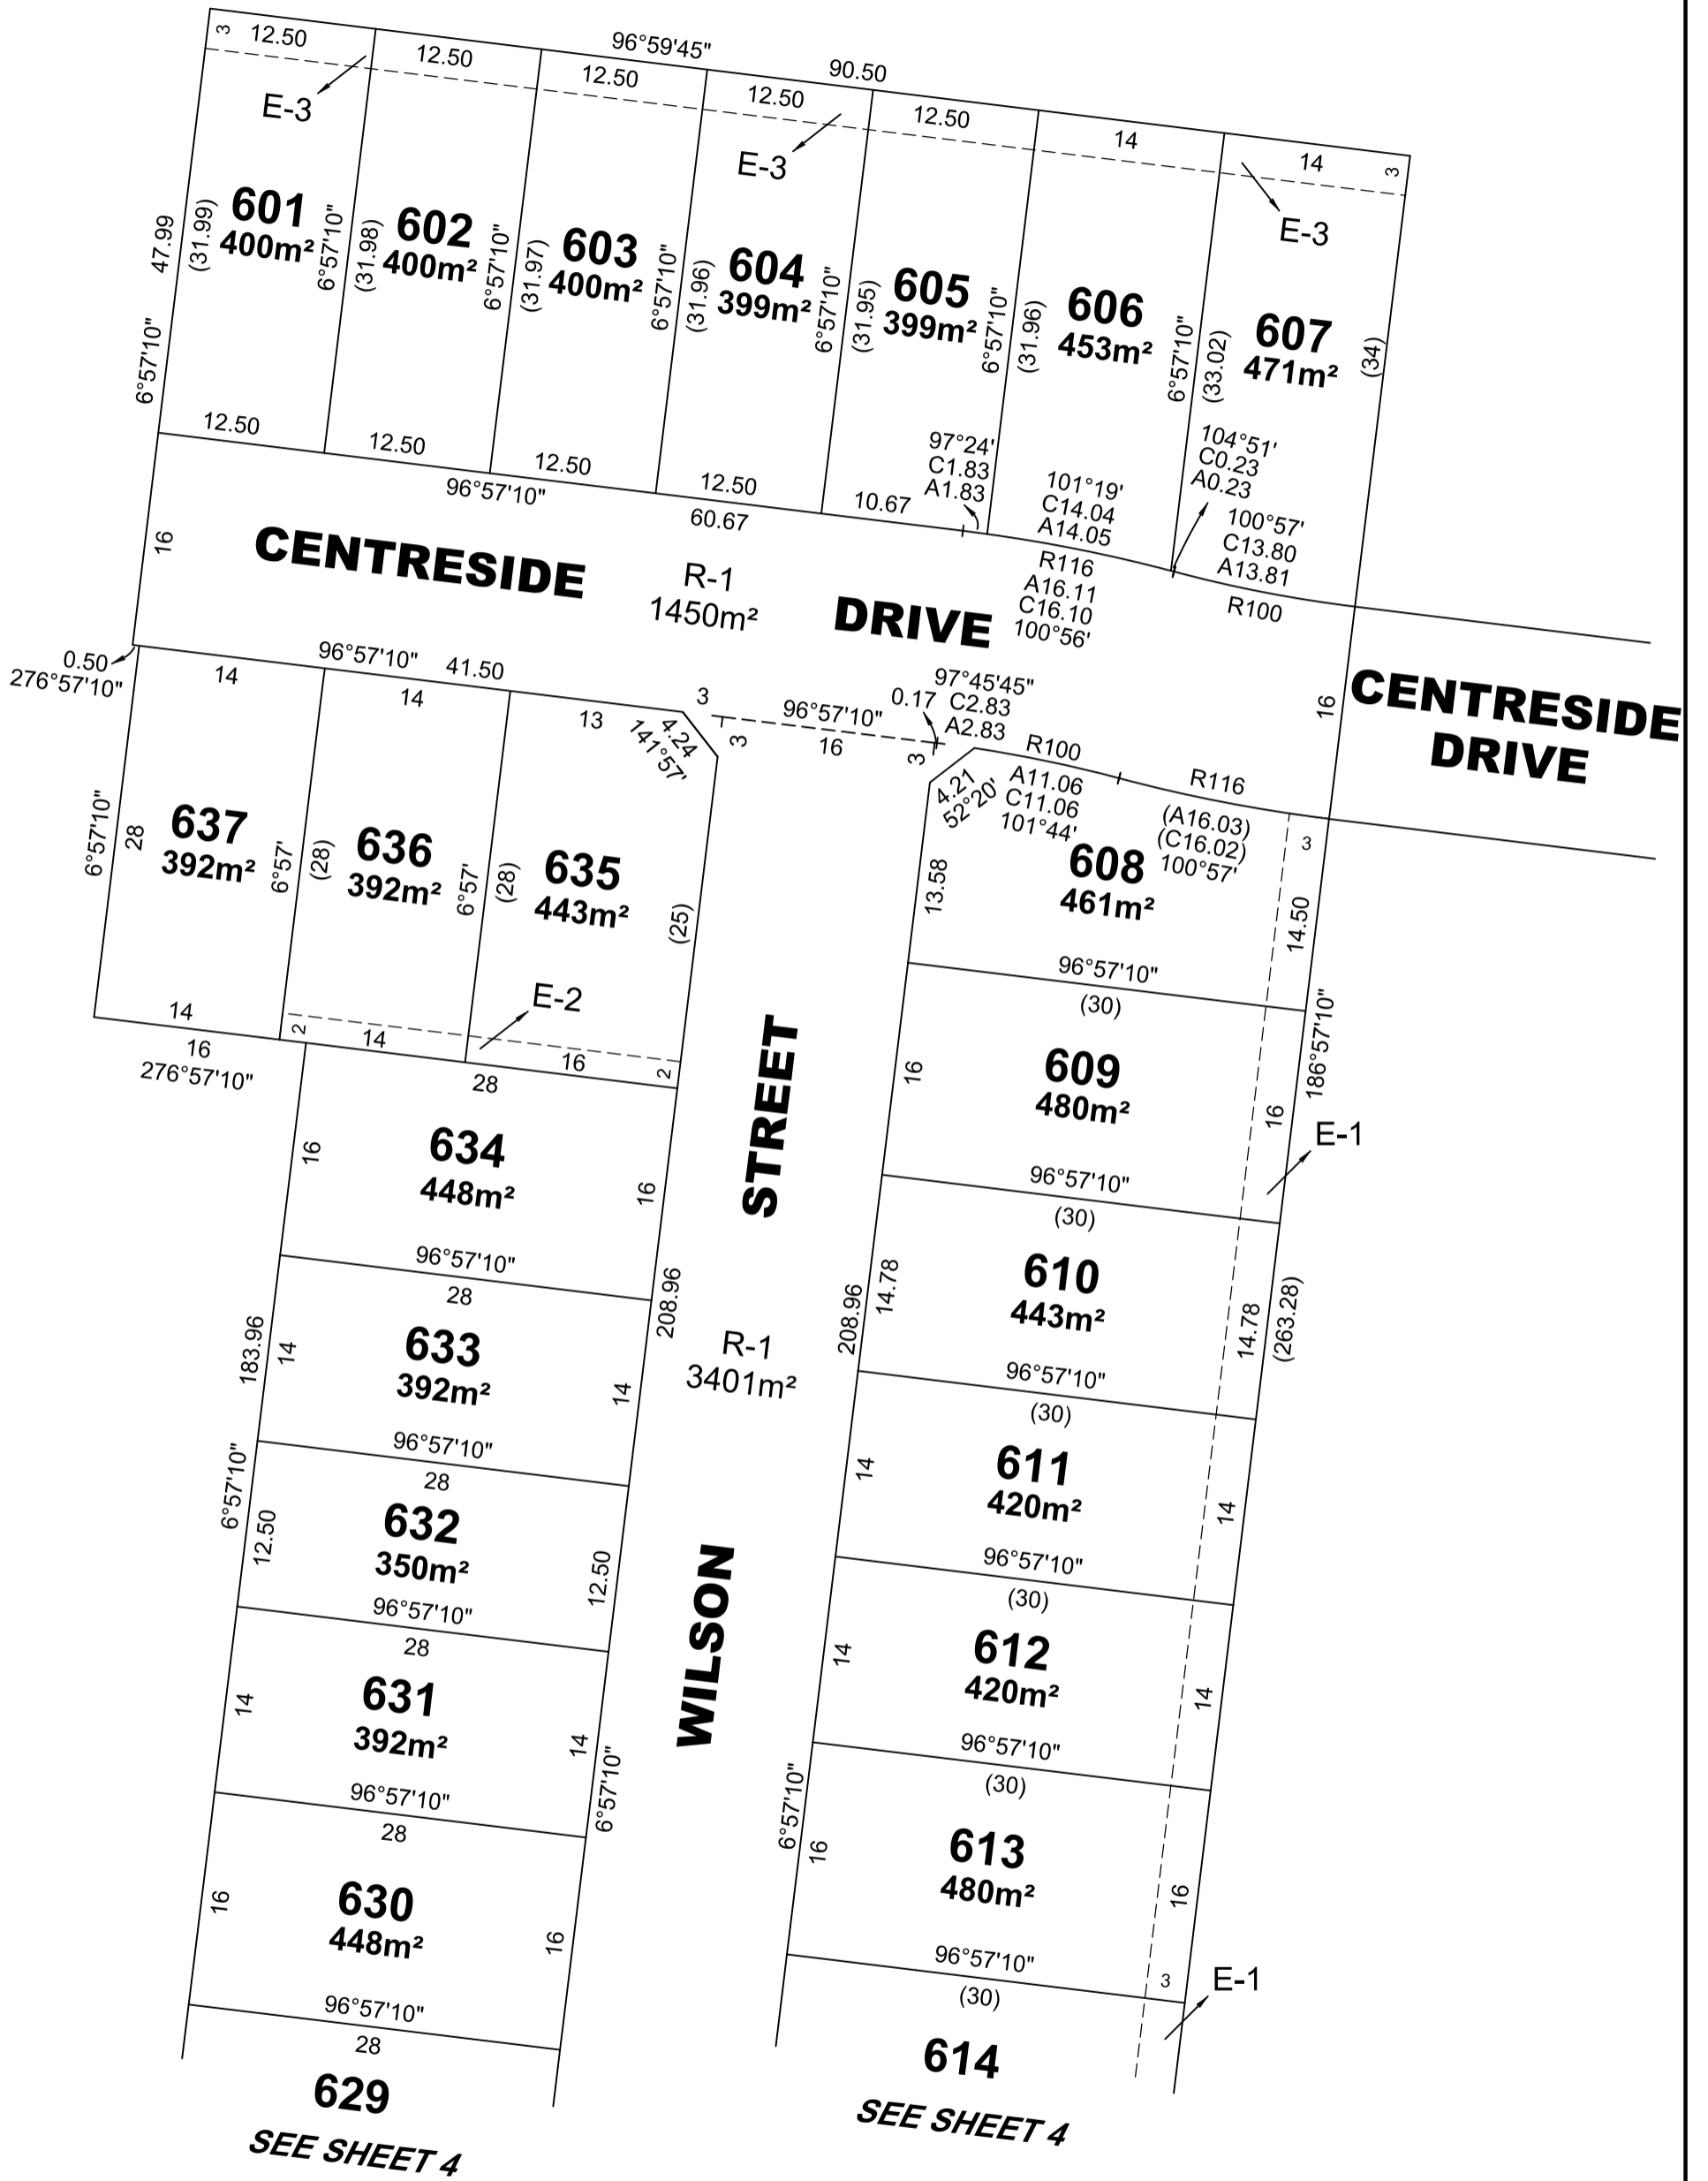 96°59'45"
90.50
3
12.50
12.50
12.50
12.50
12.50
14
14
3
E-3
E-3
E-3
47.99
6°57'10"
(31.99)
601
400m²
6°57'10"
(31.98)
602
400m²
6°57'10"
(31.97)
603
400m²
6°57'10"
(31.96)
604
399m²
6°57'10"
(31.95)
605
399m²
6°57'10"
(31.96)
606
453m²
6°57'10"
(33.02)
607
471m²
(34)
12.50
12.50
12.50
12.50
10.67
96°57'10"
60.67
97°24'
C1.83
A1.83
101°19'
C14.04
A14.05
104°51'
C0.23
A0.23
100°57'
C13.80
A13.81
R116
A16.11
C16.10
100°56'
R100
16
CENTRESIDE
R-1
1450m²
DRIVE
16
CENTRESIDE
DRIVE
0.50
276°57'10"
96°57'10"
41.50
14
14
13
4.24
141°57'
3
3
96°57'10"
16
0.17
3
97°45'45"
C2.83
A2.83
R100
R116
4.21
52°20'
A11.06
C11.06
101°44'
(A16.03)
(C16.02)
100°57'
3
6°57'10"
28
637
392m²
6°57'
(28)
636
392m²
6°57'
(28)
635
443m²
(25)
13.58
608
461m²
14.50
96°57'10"
(30)
186°57'10"
14
16
276°57'10"
2
14
E-2
16
2
28
16
634
448m²
16
96°57'10"
28
183.96
14
633
392m²
14
208.96
96°57'10"
28
6°57'10"
12.50
632
350m²
12.50
96°57'10"
28
14
631
392m²
14
6°57'10"
96°57'10"
28
16
630
448m²
16
96°57'10"
28
629
SEE SHEET 4
STREET
R-1
3401m²
WILSON
16
609
480m²
16
E-1
96°57'10"
(30)
208.96
14.78
610
443m²
14.78
(263.28)
96°57'10"
(30)
14
611
420m²
14
96°57'10"
(30)
14
612
420m²
14
96°57'10"
(30)
6°57'10"
16
613
480m²
16
96°57'10"
3
E-1
(30)
614
SEE SHEET 4